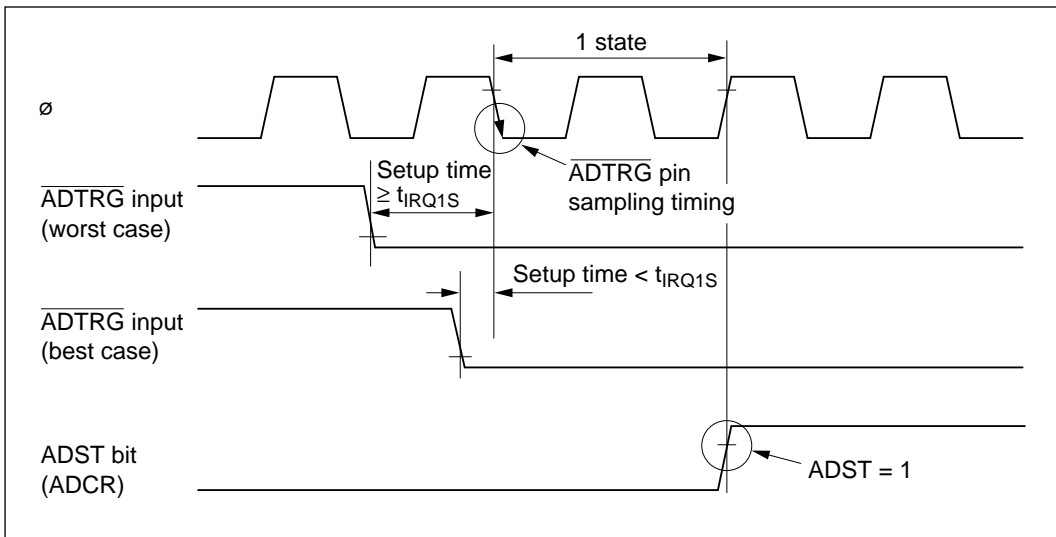 1 state
ø
Setup time
≥ tIRQ1S
ADTRG pin
sampling timing
ADTRG input
(worst case)
Setup time < tIRQ1S
ADTRG input
(best case)
ADST bit
(ADCR)
ADST = 1